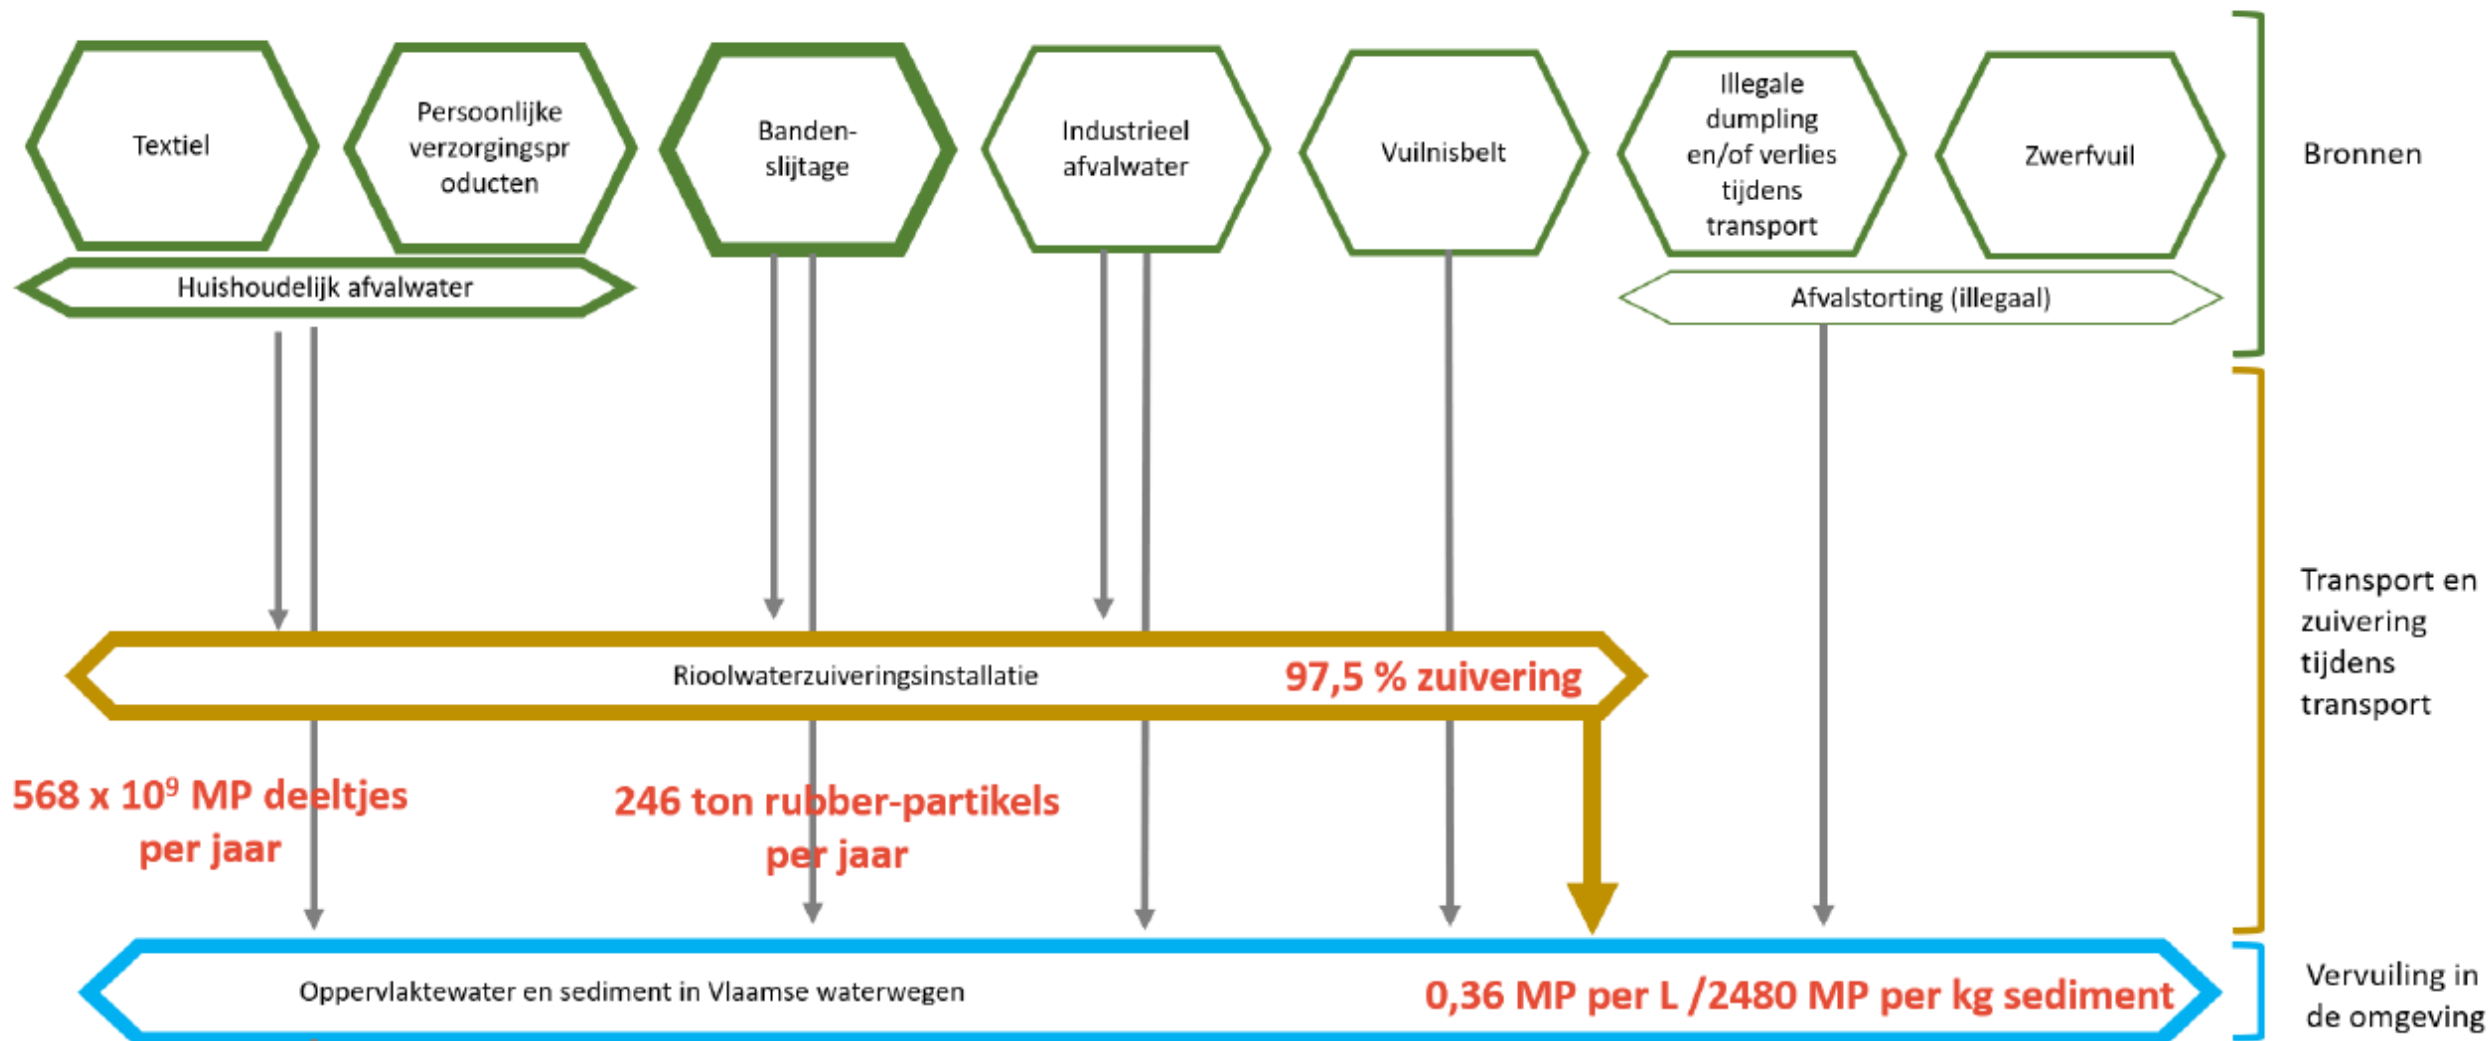 Textiel
Persoonlijke
verzorgingspr
oducten
Banden-
slijtage
Industrieel
afvalwater
Vuilnisbelt
Illegale
dumpling
en/of verlies
tijdens
transport
Zwerfvuil
Bronnen
Huishoudelijk afvalwater
Afvalstorting (illegaal)
Transport en
zuivering
tijdens
transport
Rioolwaterzuiveringsinstallatie
97,5 % zuivering
568 x 10⁹ MP deeltjes
per jaar
246 ton rubber-partikels
per jaar
Oppervlaktewater en sediment in Vlaamse waterwegen
0,36 MP per L /2480 MP per kg sediment
Vervuiling in
de omgeving